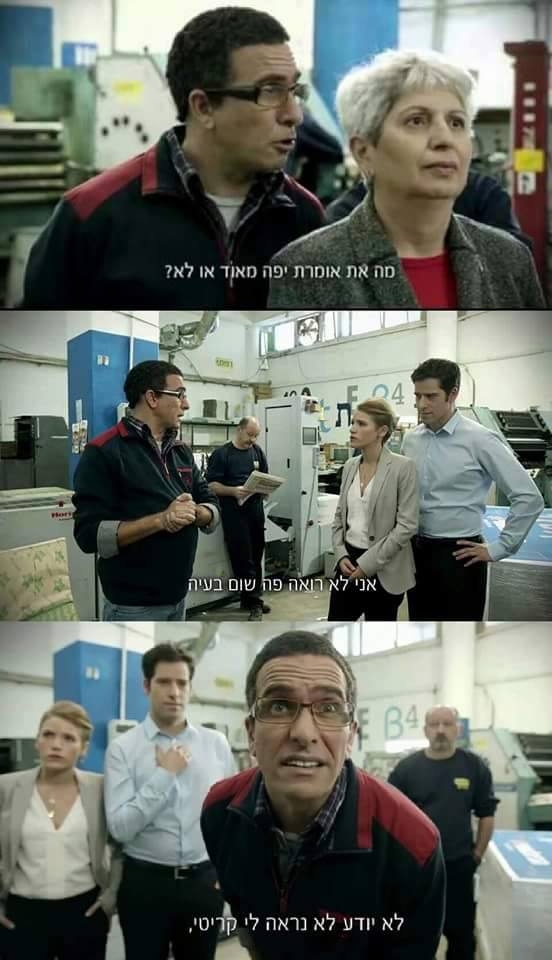 מה את אומרת יפה מאוד או לא?
אני לא רואה פה שום בעיה
לא יודע לא נראה לי קריטי,